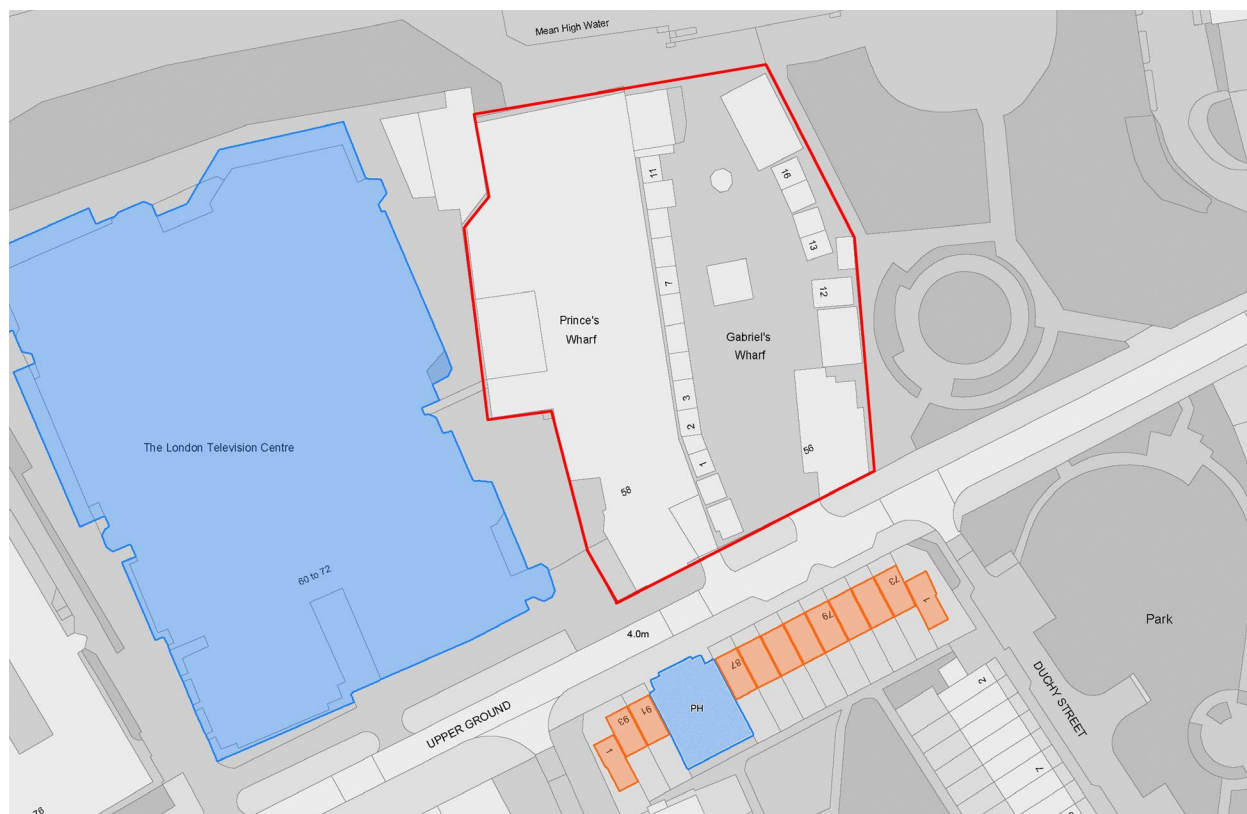 Mean High Water
11
16
13
7
12
Prince's
Wharf
Gabriel's
Wharf
3
2
1
56
58
The London Television Centre
60 to 72
4.0m
UPPER GROUND
73
79
87
1
PH
91
93
1
Park
DUCHY STREET
2
7
76